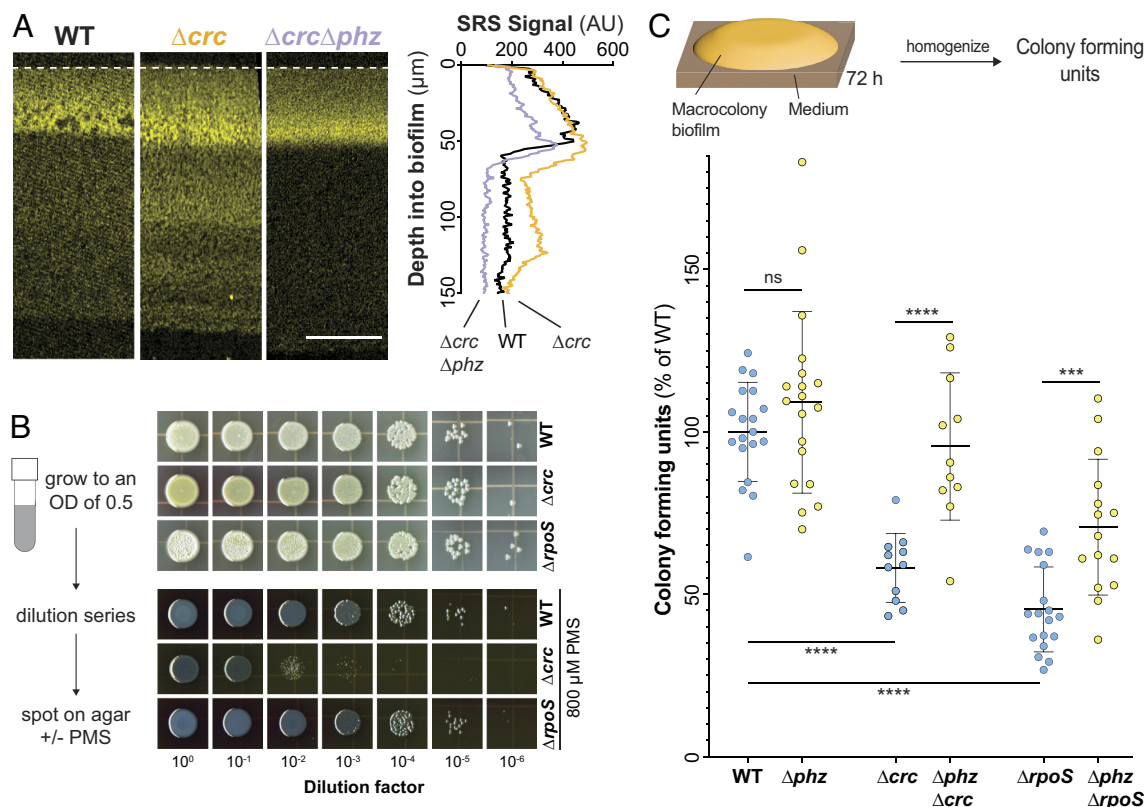 A
WT
Δcrc
ΔcrcΔphz
SRS Signal (AU)
0
200
400
600
0
50
100
150
Depth into biofilm (µm)
Δcrc
Δphz
WT
Δcrc
B
grow to an
OD of 0.5
dilution series
spot on agar
+/- PMS
WT
Δcrc
ΔrpoS
WT
Δcrc
ΔrpoS
800 µM PMS
10⁰
10⁻¹
10⁻²
10⁻³
10⁻⁴
10⁻⁵
10⁻⁶
Dilution factor
C
homogenize
Colony forming
units
72 h
Macrocolony
biofilm
Medium
Colony forming units (% of WT)
150
100
50
0
ns
****
***
****
****
WT
Δphz
Δcrc
Δphz
Δcrc
ΔrpoS
Δphz
ΔrpoS